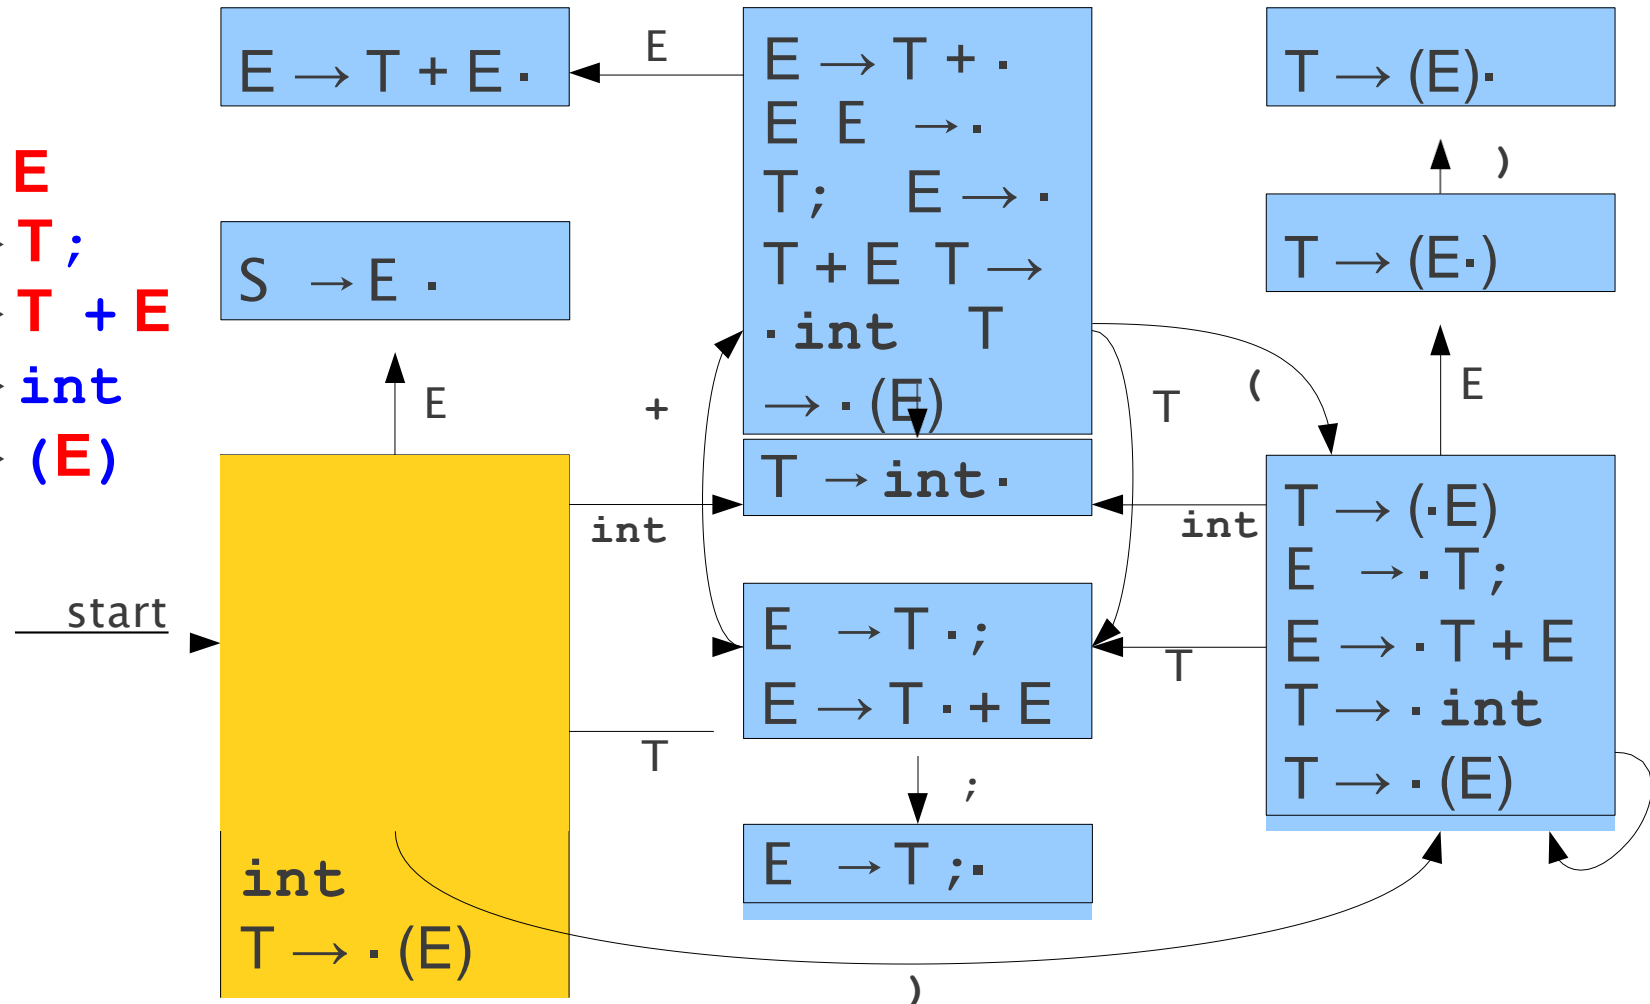 E
T ;
T + E
int
(E)
start
E → T + E ·
E
S → E ·
E
int
T → · (E)
int
T
+
E → T + ·
E E → ·
T; E → ·
T + E T →
· int T
→ · (E)
T → int ·
E → T · ;
E → T · + E
;
E → T ; ·
)
T
(
int
T
T → (E) ·
)
T → (E · )
E
T → ( · E)
E → · T ;
E → · T + E
T → · int
T → · (E)